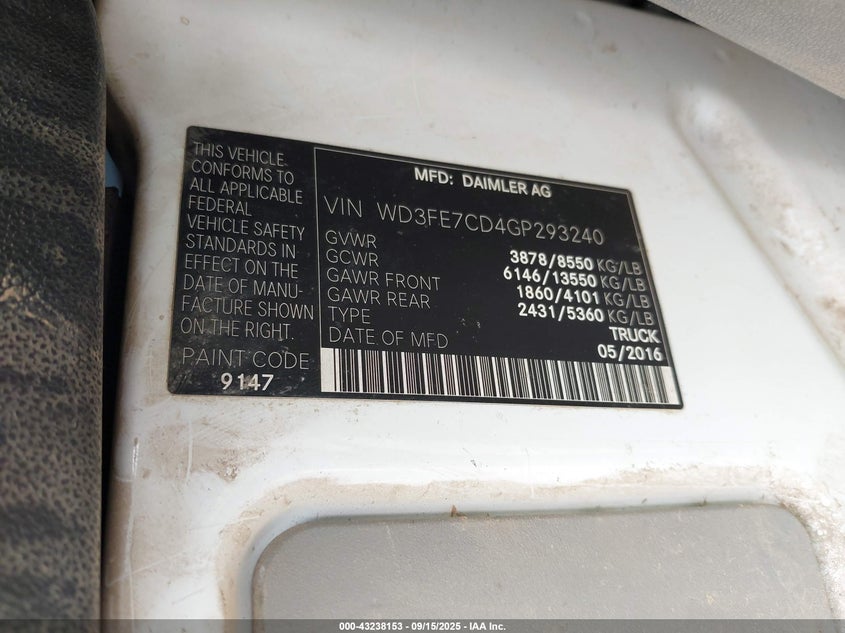 THIS VEHICLE
CONFORMS TO
ALL APPLICABLE
FEDERAL
VEHICLE SAFETY
STANDARDS IN
EFFECT ON THE
DATE OF MANU-
FACTURE SHOWN
ON THE RIGHT.
PAINT CODE
9147
MFD: DAIMLER AG
VIN WD3FE7CD4GP293240
GVWR 3878/8550 KG/LB
GCWR 6146/13550 KG/LB
GAWR FRONT 1860/4101 KG/LB
GAWR REAR 2431/5360 KG/LB
TYPE TRUCK
DATE OF MFD 05/2016
000-43238153 - 09/15/2025 - IAA Inc.